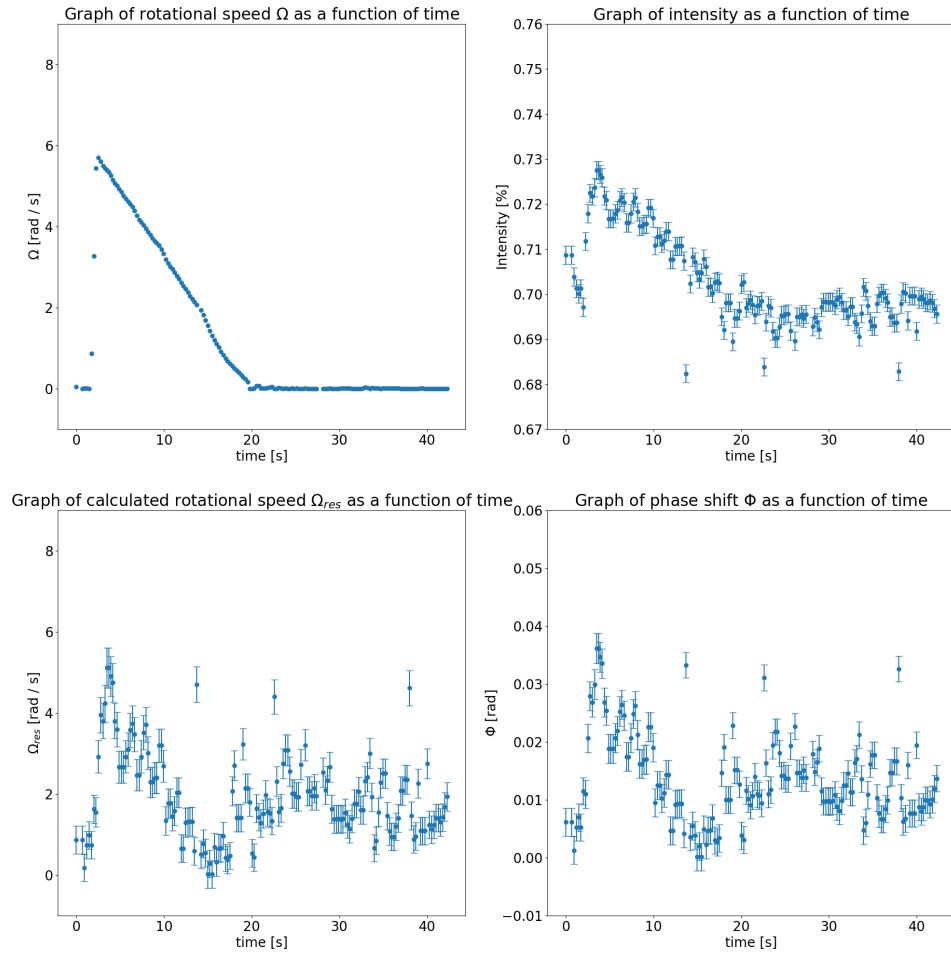 Graph of rotational speed Ω as a function of time
8
6
4
2
0
Ω [rad / s]
0 10 20 30 40
time [s]
Graph of intensity as a function of time
0.76
0.75
0.74
0.73
0.72
0.71
0.70
0.69
0.68
0.67
Intensity [%]
0 10 20 30 40
time [s]
Graph of calculated rotational speed Ωres as a function of time
8
6
4
2
0
Ωres [rad / s]
0 10 20 30 40
time [s]
Graph of phase shift Φ as a function of time
0.06
0.05
0.04
0.03
0.02
0.01
0.00
−0.01
Φ [rad]
0 10 20 30 40
time [s]